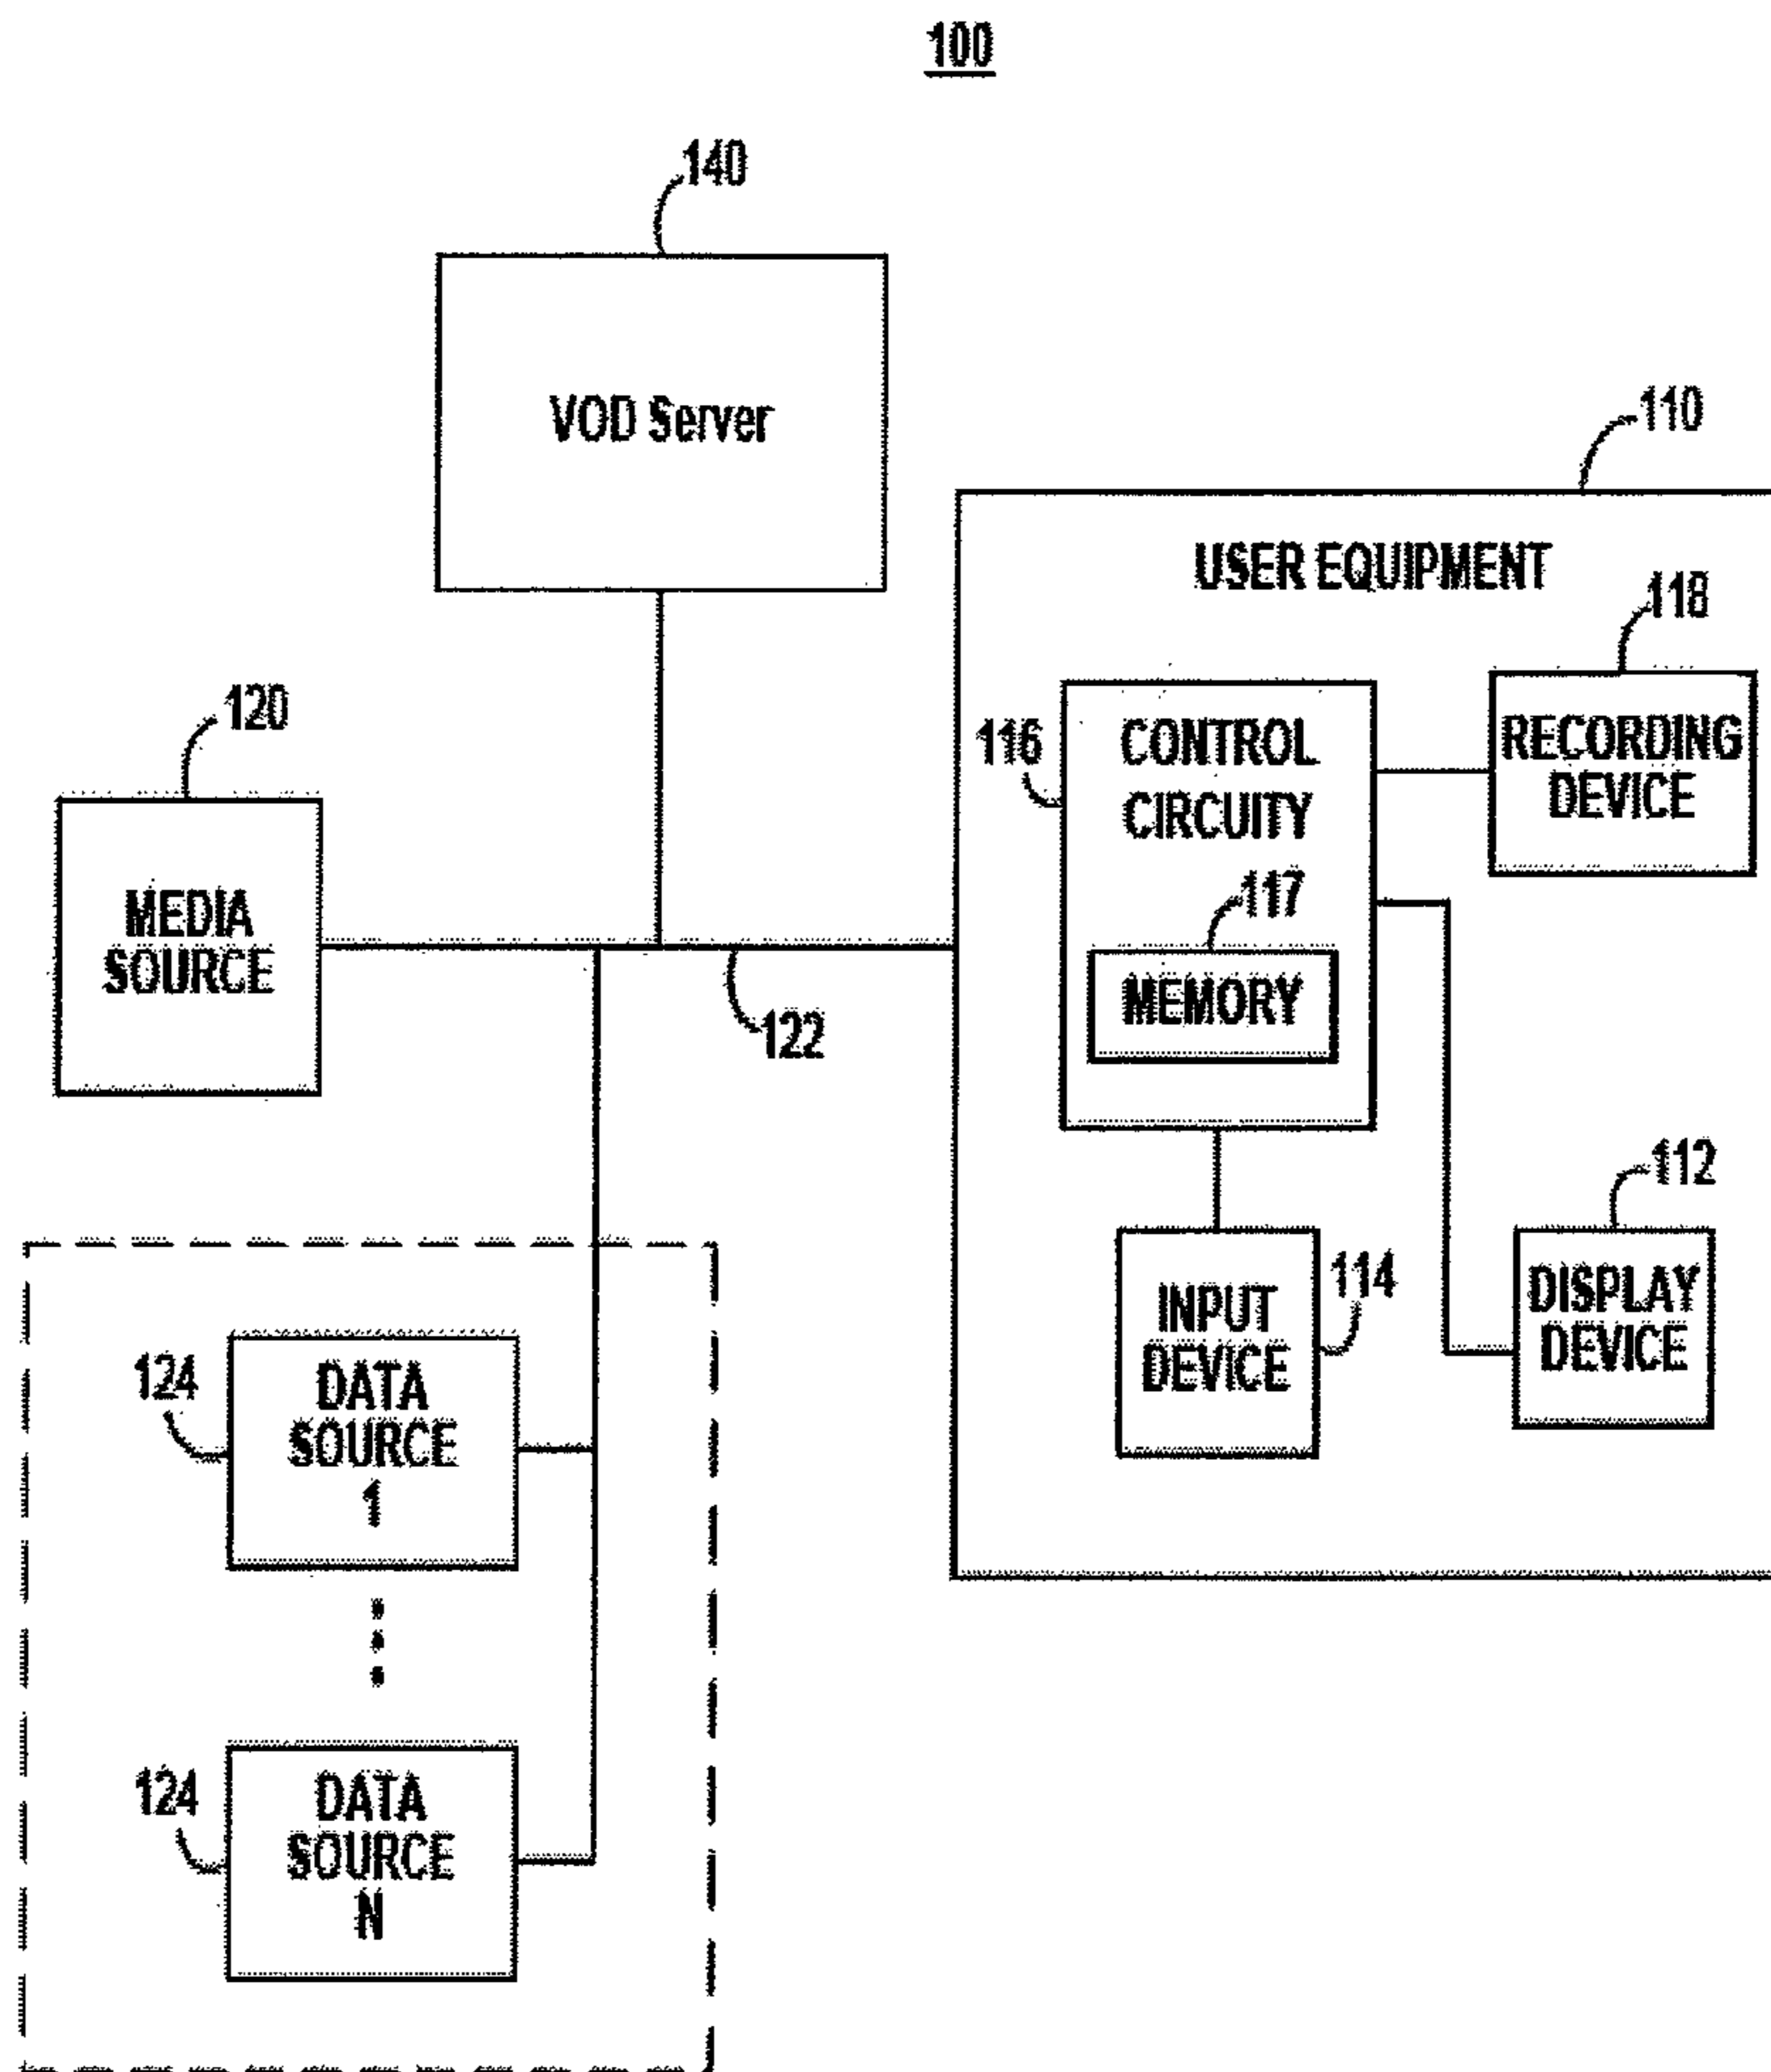 100
140
VOD Server
110
USER EQUIPMENT
118
120
116
CONTROL
CIRCUITY
RECORDING
DEVICE
117
MEDIA
SOURCE
MEMORY
122
112
114
INPUT
DEVICE
DISPLAY
DEVICE
124
DATA
SOURCE
1
124
DATA
SOURCE
N